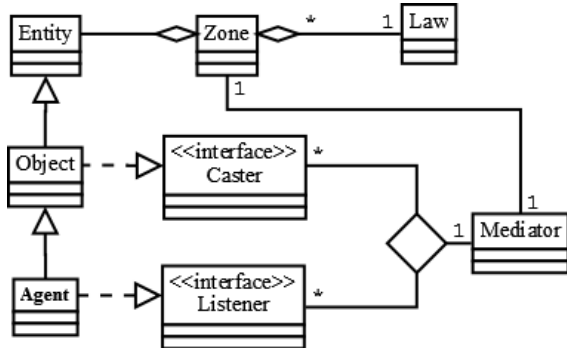 Entity
Zone
*
1
Law
1
Object
<<interface>>
Caster
*
1
1
Mediator
Agent
<<interface>>
Listener
*